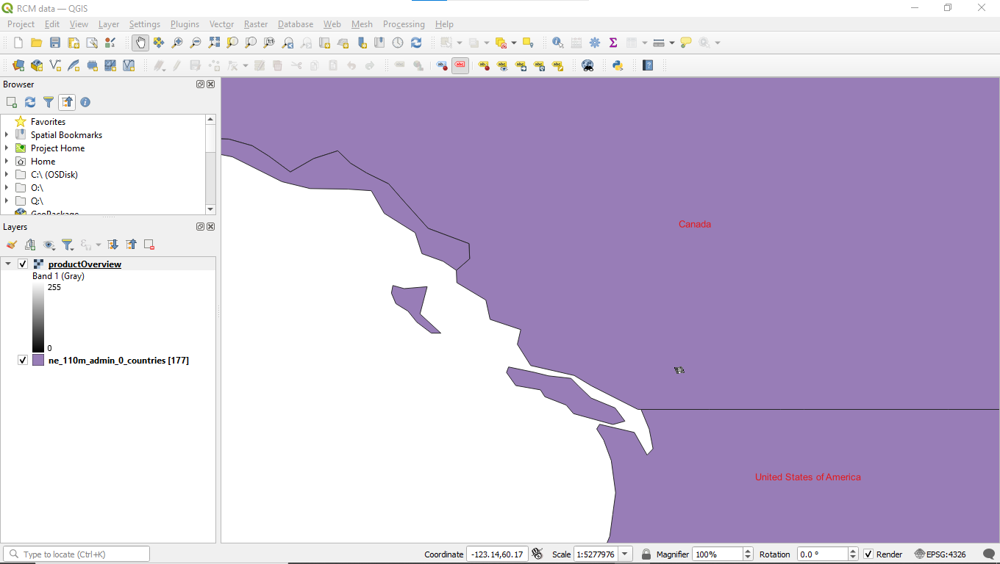 RCM data — QGIS
Project Edit View Layer Settings Plugins Vector Raster Database Web Mesh Processing Help
Browser
Favorites
Spatial Bookmarks
Project Home
Home
C:\ (OSDisk)
O:\
Q:\
GeoPackage
Layers
productOverview
Band 1 (Gray)
255
0
ne_110m_admin_0_countries [177]
Canada
United States of America
Type to locate (Ctrl+K)
Coordinate -123.14,60.17 Scale 1:5277976 Magnifier 100% Rotation 0.0 ° Render EPSG:4326